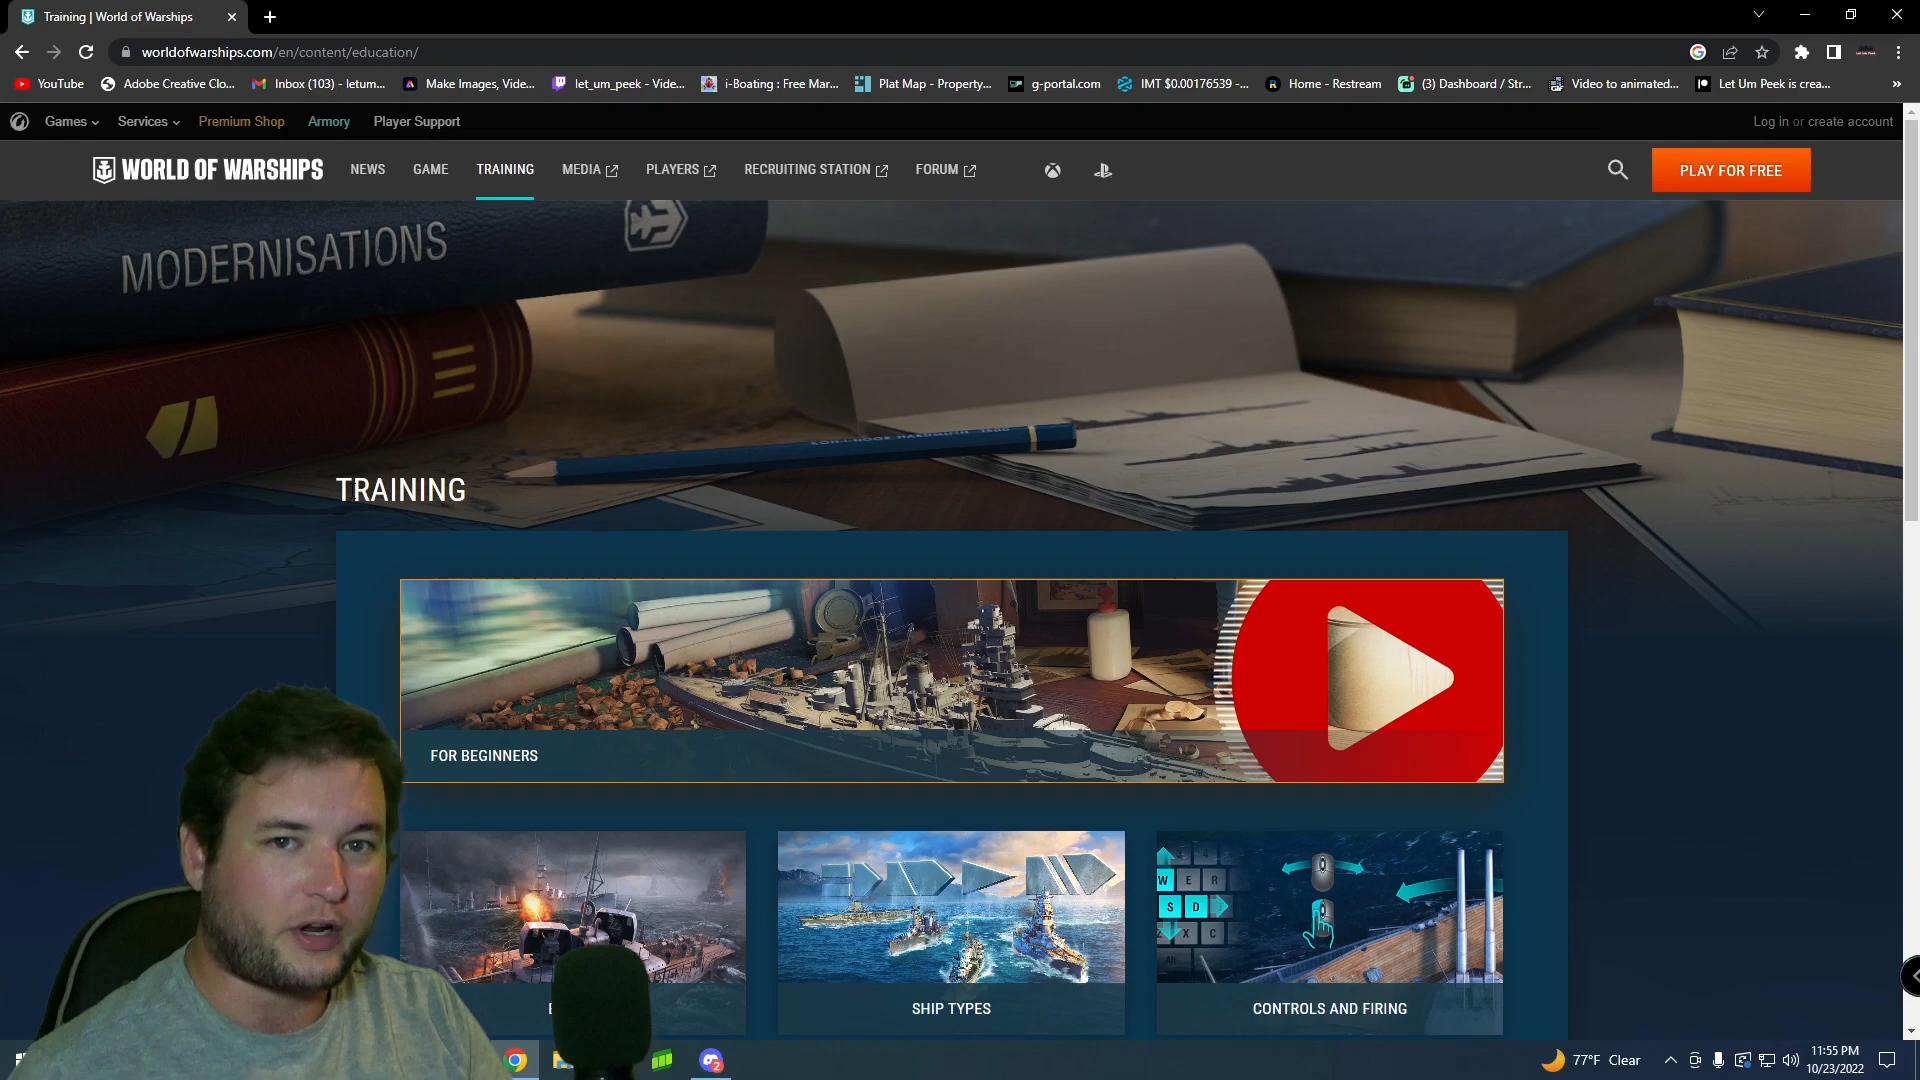 Training | World of Warships
worldofwarships.com/en/content/education/
YouTube
Adobe Creative Clo...
Inbox (103) - letum...
Make Images, Vide...
let_um_peek - Vide...
i-Boating : Free Mar...
Plat Map - Property...
g-portal.com
IMT $0.00176539 -...
Home - Restream
(3) Dashboard / Str...
Video to animated...
Let Um Peek is crea...
Games
Services
Premium Shop
Armory
Player Support
Log in or create account
WORLD OF WARSHIPS
NEWS
GAME
TRAINING
MEDIA
PLAYERS
RECRUITING STATION
FORUM
PLAY FOR FREE
MODERNISATIONS
TRAINING
FOR BEGINNERS
W E R
S D
Z X C
Alt
SHIP TYPES
CONTROLS AND FIRING
2
77°F Clear
11:55 PM
10/23/2022